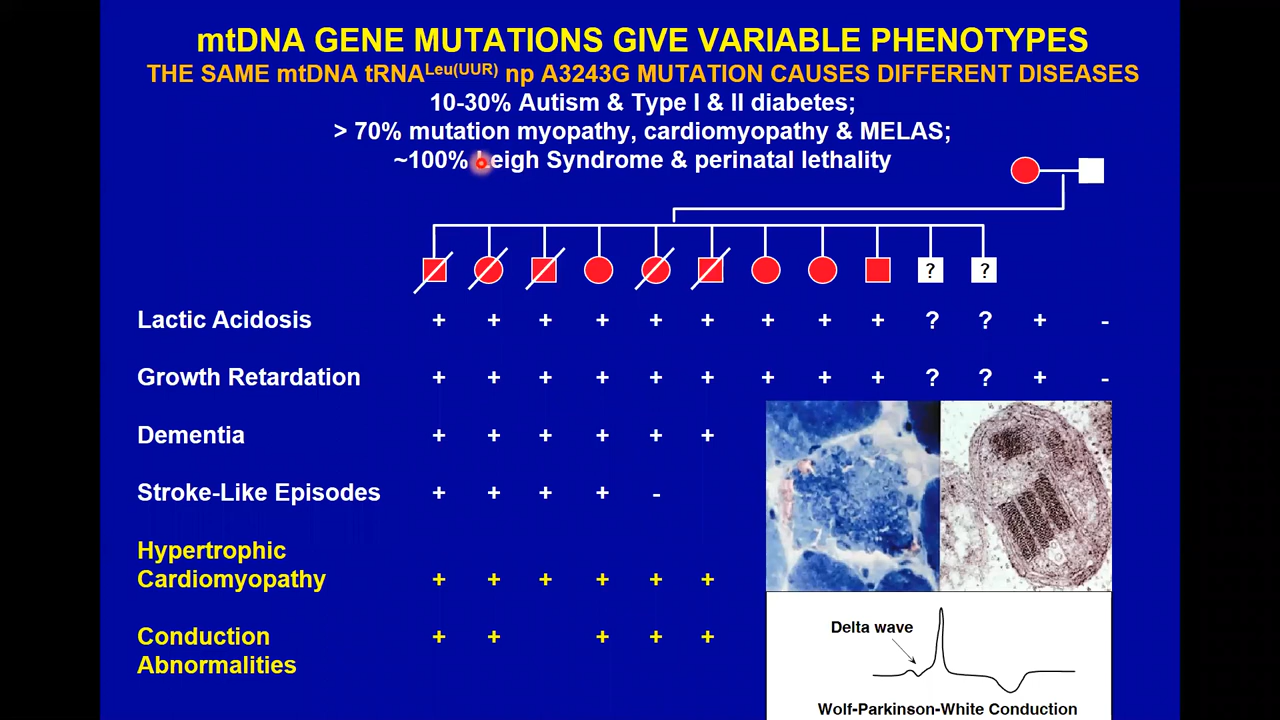 mtDNA GENE MUTATIONS GIVE VARIABLE PHENOTYPES
THE SAME mtDNA tRNALeu(UUR) np A3243G MUTATION CAUSES DIFFERENT DISEASES
10-30% Autism & Type I & II diabetes;
> 70% mutation myopathy, cardiomyopathy & MELAS;
~100% Leigh Syndrome & perinatal lethality
? ?
Lactic Acidosis + + + + + + + + + ? ? + -
Growth Retardation + + + + + + + + + ? ? + -
Dementia + + + + + +
Stroke-Like Episodes + + + + -
Hypertrophic
Cardiomyopathy + + + + + +
Conduction + + + + +
Abnormalities
Delta wave
Wolf-Parkinson-White Conduction